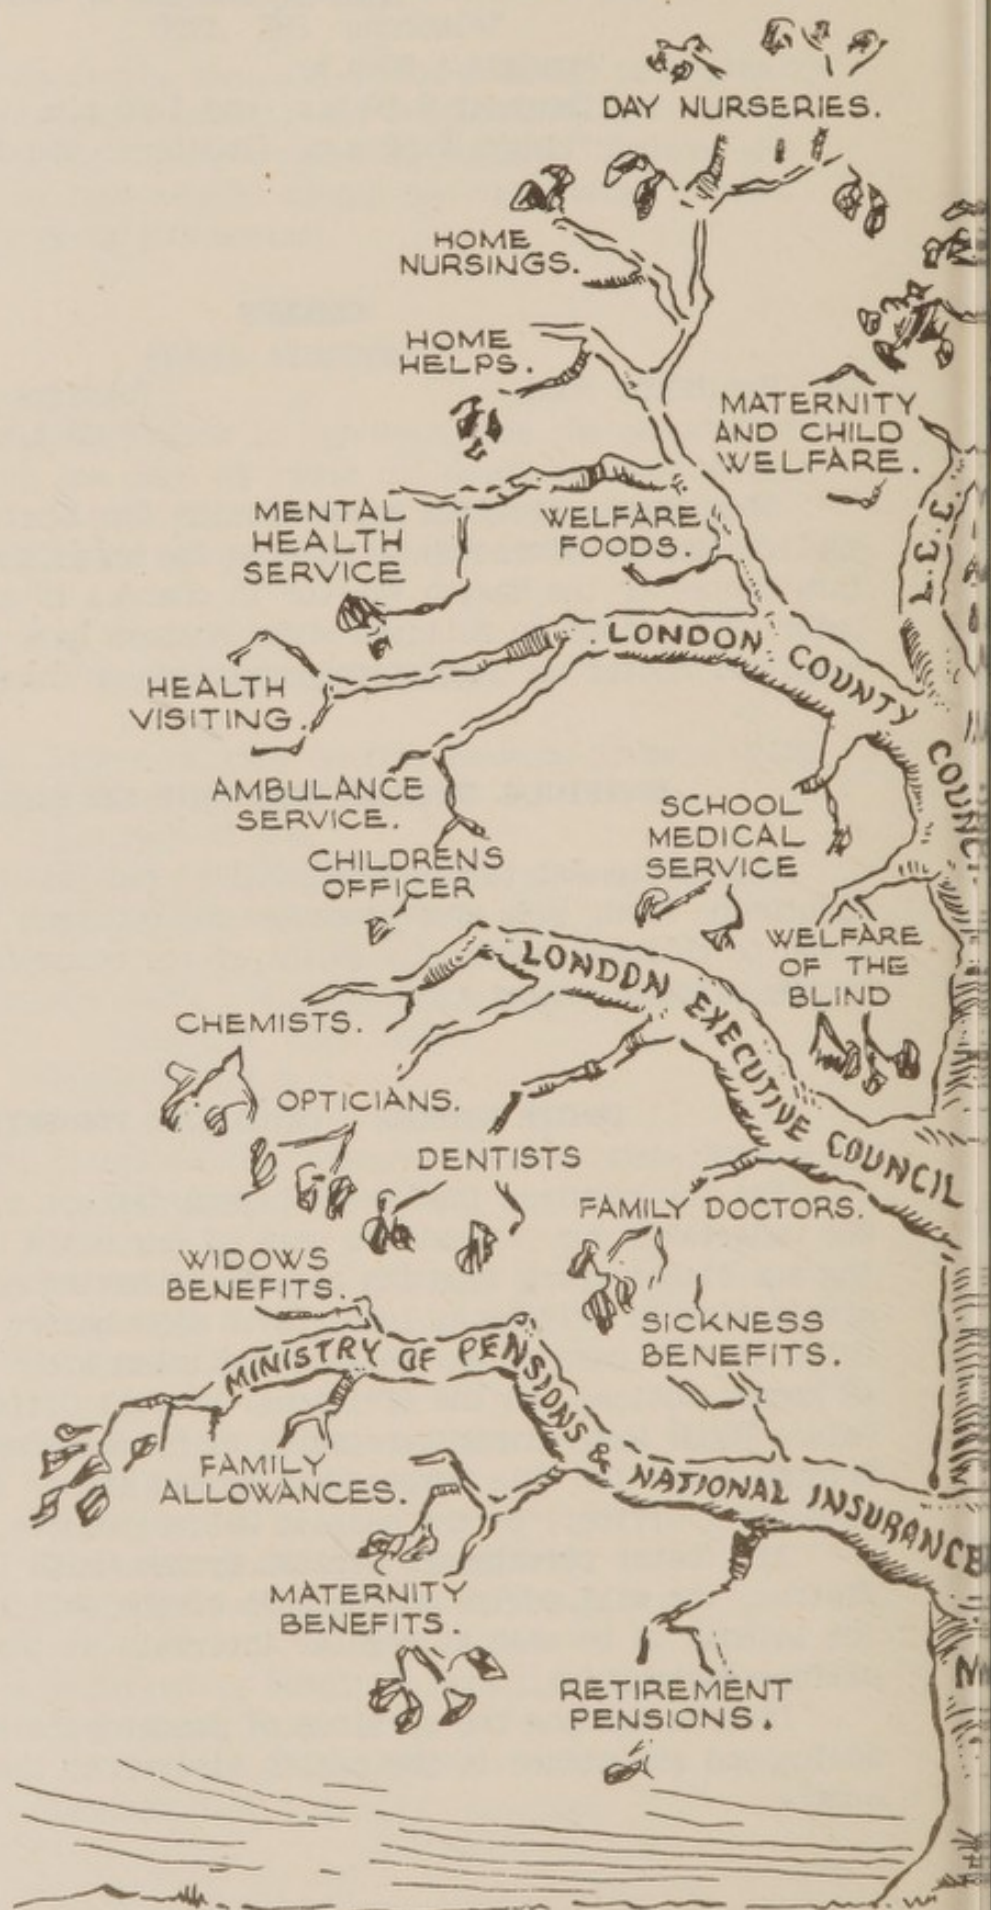 DAY NURSERIES.
HOME
NURSINGS.
HOME
HELPS.
MATERNITY
AND CHILD
WELFARE.
MENTAL
HEALTH
SERVICE
WELFARE
FOODS.
L.C.C.
LONDON COUNTY
HEALTH
VISITING.
AMBULANCE
SERVICE.
SCHOOL
MEDICAL
SERVICE
CHILDRENS
OFFICER
WELFARE
OF THE
BLIND
LONDON EXECUTIVE COUNCIL
CHEMISTS.
OPTICIANS.
DENTISTS
FAMILY DOCTORS.
WIDOWS
BENEFITS.
SICKNESS
BENEFITS.
MINISTRY OF PENSIONS & NATIONAL INSURANCE
FAMILY
ALLOWANCES.
MATERNITY
BENEFITS.
RETIREMENT
PENSIONS.